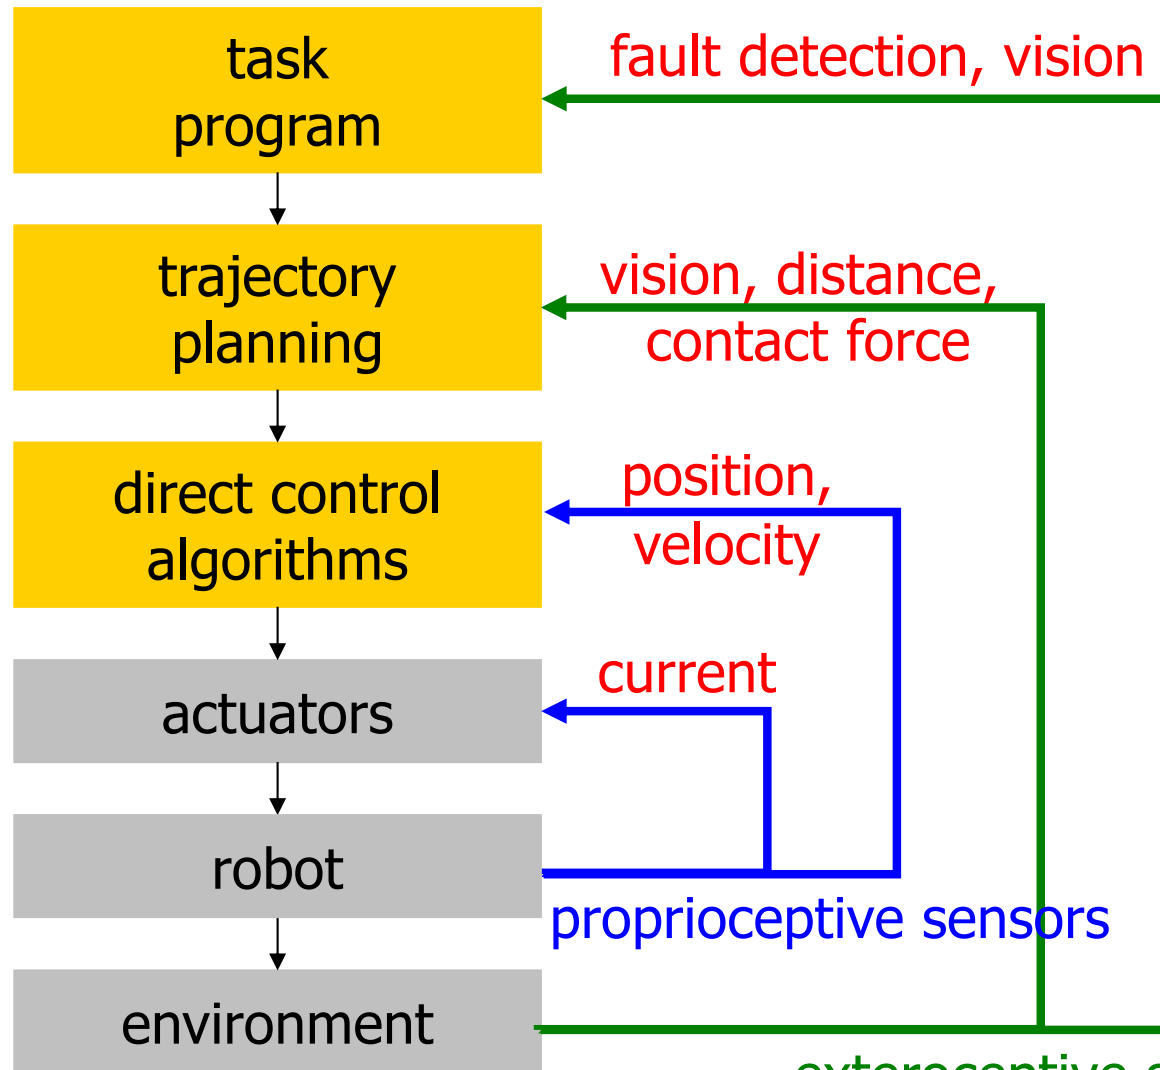 task
program
fault detection, vision
trajectory
planning
vision, distance,
contact force
direct control
algorithms
position,
velocity
actuators
current
robot
proprioceptive sensors
environment